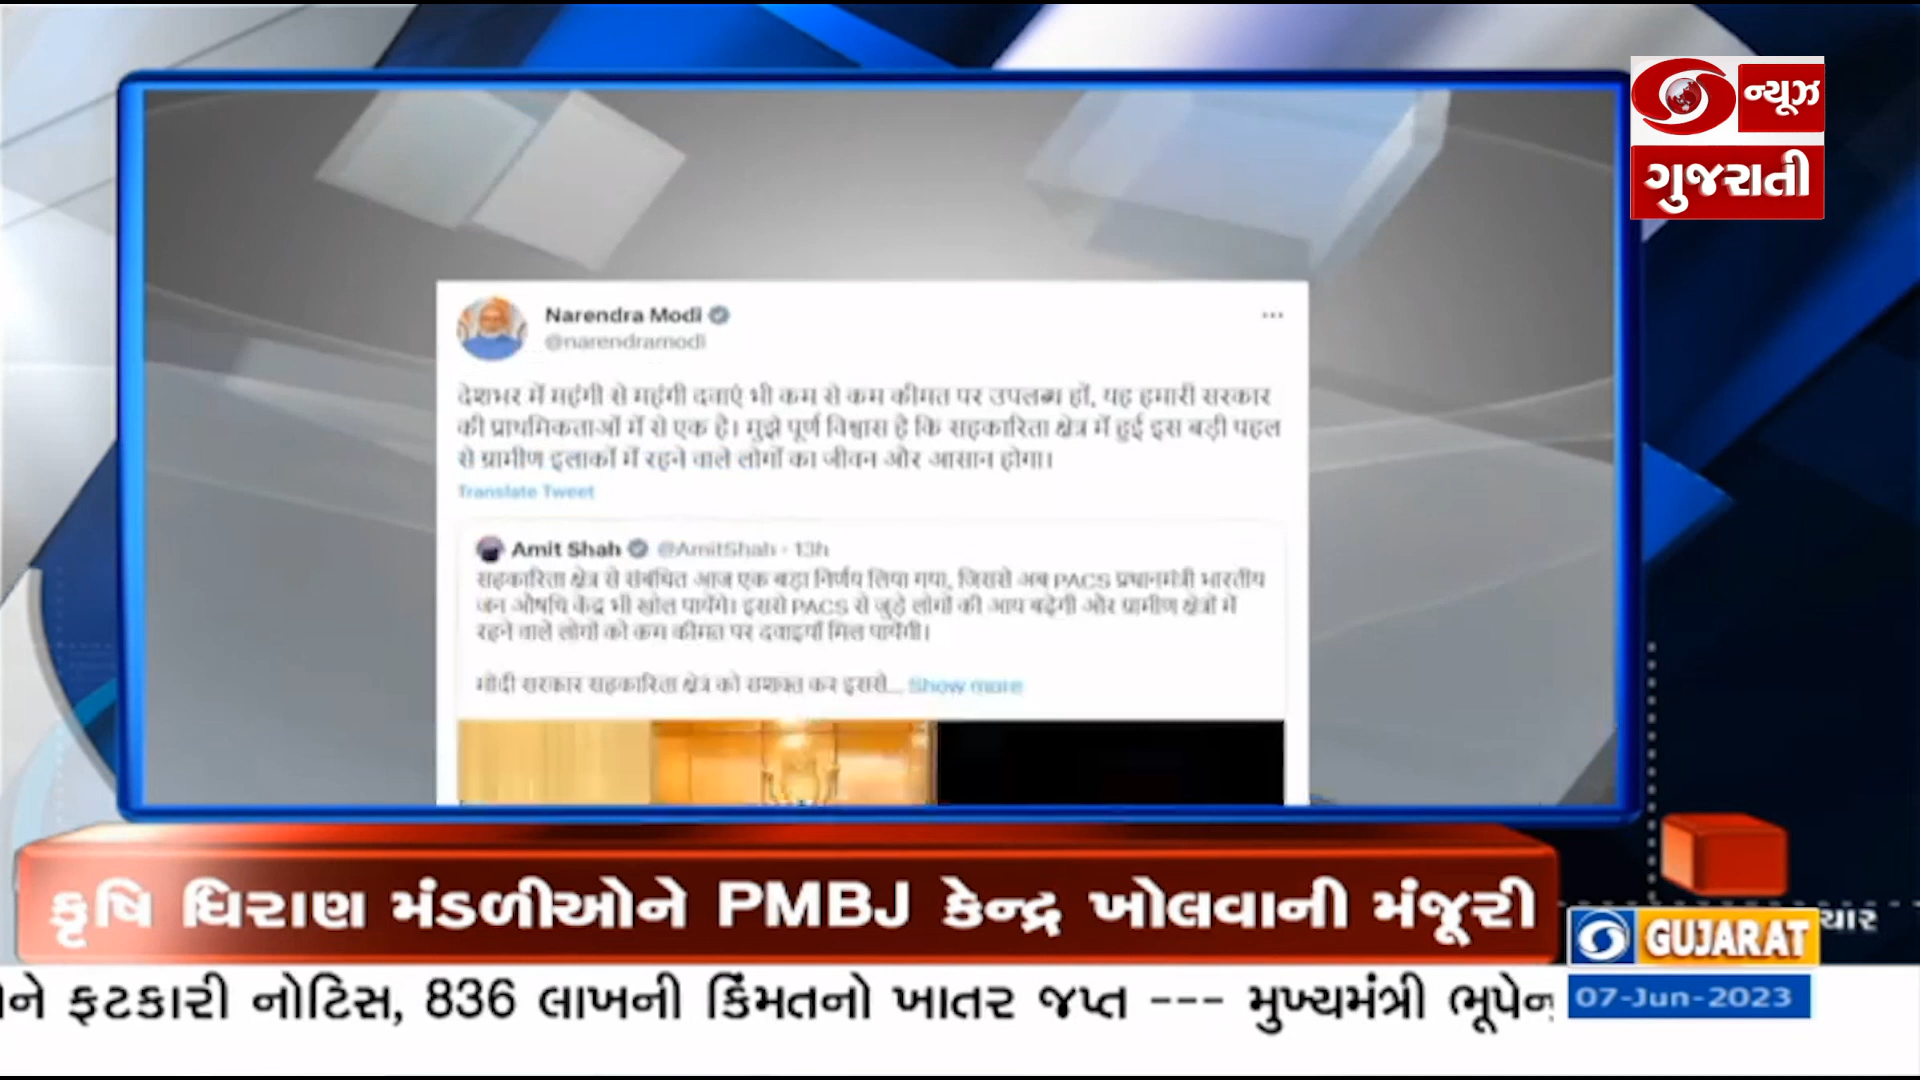 ન્યૂઝ
ગુજરાતી
Narendra Modi
@narendramodi
देशभर में महंगी से महंगी दवाएं भी कम से कम कीमत पर उपलब्ध हों, यह हमारी सरकार
की प्राथमिकताओं में से एक है। मुझे पूर्ण विश्वास है कि सहकारिता क्षेत्र में हुई इस बड़ी पहल
से ग्रामीण इलाकों में रहने वाले लोगों का जीवन और आसान होगा।
Translate Tweet
Amit Shah @AmitShah · 13h
सहकारिता क्षेत्र से संबंधित आज एक बड़ा निर्णय लिया गया, जिससे अब PACS प्रधानमंत्री भारतीय
जन औषधि केंद्र भी खोल पायेंगे। इससे PACS से जुड़े लोगों की आय बढ़ेगी और ग्रामीण क्षेत्रों में
रहने वाले लोगों को कम कीमत पर दवाइयाँ मिल पायेंगी।
मोदी सरकार सहकारिता क्षेत्र को सशक्त कर इससे... Show more
કૃષિ ધિરાણ મંડળીઓને PMBJ કેન્દ્ર ખોલવાની મંજૂરી
ચાર
GUJARAT
ને ફટકારી નોટિસ, 836 લાખની કિંમતનો ખાતર જપ્ત --- મુખ્યમંત્રી ભૂપેન્
07-Jun-2023